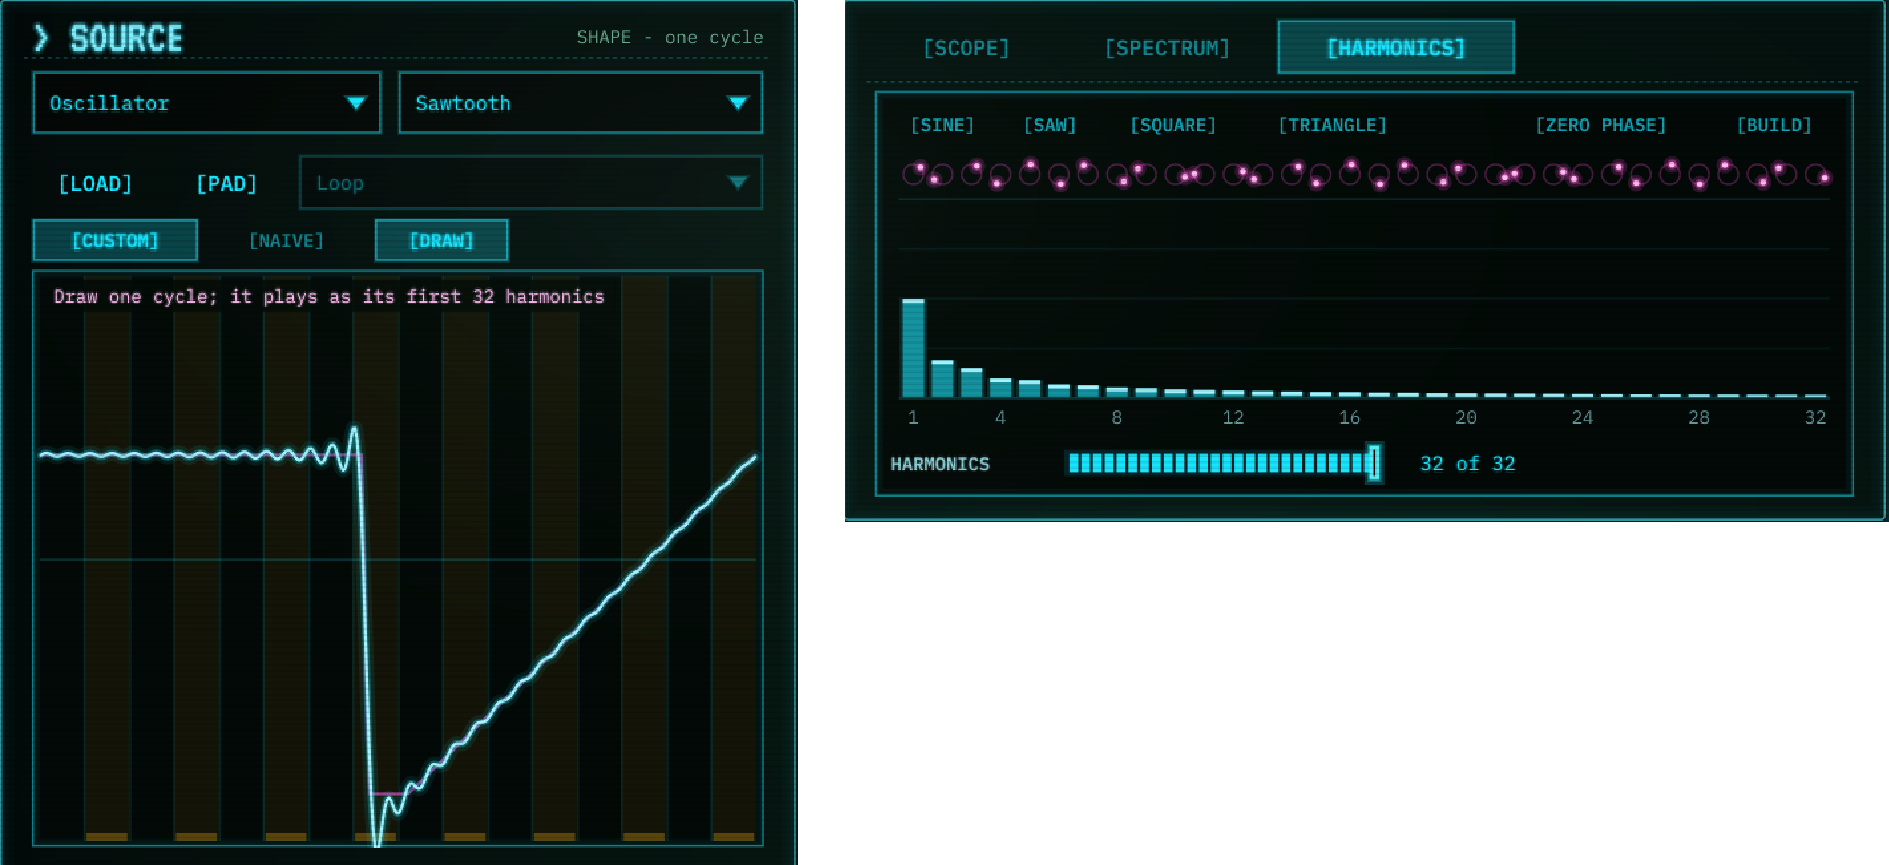 ❯ SOURCE
SHAPE - one cycle
Oscillator
Sawtooth
[LOAD] [PAD] Loop
[CUSTOM] [NAIVE] [DRAW]
Draw one cycle; it plays as its first 32 harmonics
[SCOPE] [SPECTRUM] [HARMONICS]
[SINE] [SAW] [SQUARE] [TRIANGLE] [ZERO PHASE] [BUILD]
1 4 8 12 16 20 24 28 32
HARMONICS 32 of 32